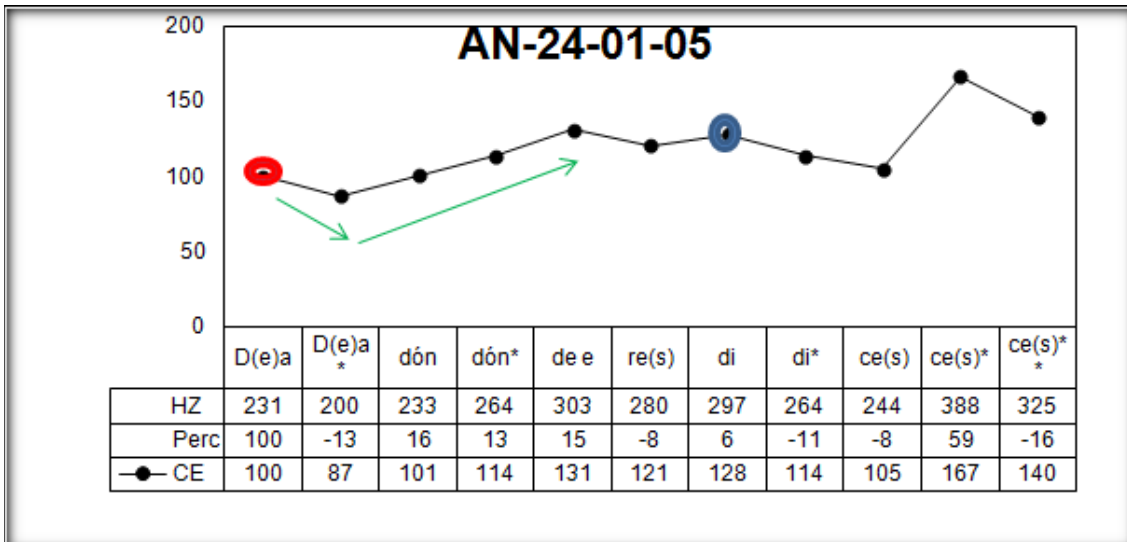 AN-24-01-05
200
150
100
50
0
D(e)a D(e)a* dón dón* de e re(s) di di* ce(s) ce(s)* ce(s)**
HZ 231 200 233 264 303 280 297 264 244 388 325
Perc 100 -13 16 13 15 -8 6 -11 -8 59 -16
CE 100 87 101 114 131 121 128 114 105 167 140